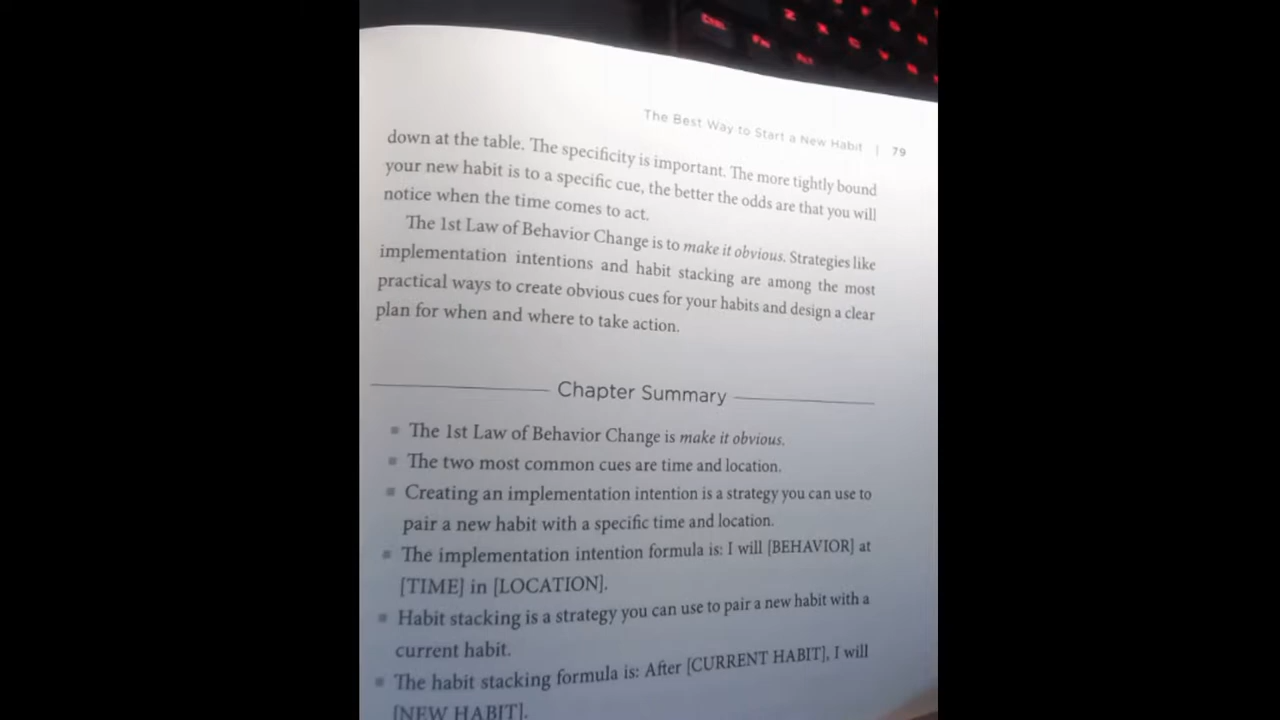 CTRL
FN
ALT
Z
X
C
V
The Best Way to Start a New Habit | 79
down at the table. The specificity is important. The more tightly bound
your new habit is to a specific cue, the better the odds are that you will
notice when the time comes to act.
The 1st Law of Behavior Change is to make it obvious. Strategies like
implementation intentions and habit stacking are among the most
practical ways to create obvious cues for your habits and design a clear
plan for when and where to take action.
Chapter Summary
▪ The 1st Law of Behavior Change is make it obvious.
▪ The two most common cues are time and location.
▪ Creating an implementation intention is a strategy you can use to
pair a new habit with a specific time and location.
▪ The implementation intention formula is: I will [BEHAVIOR] at
[TIME] in [LOCATION].
▪ Habit stacking is a strategy you can use to pair a new habit with a
current habit.
▪ The habit stacking formula is: After [CURRENT HABIT], I will
[NEW HABIT].